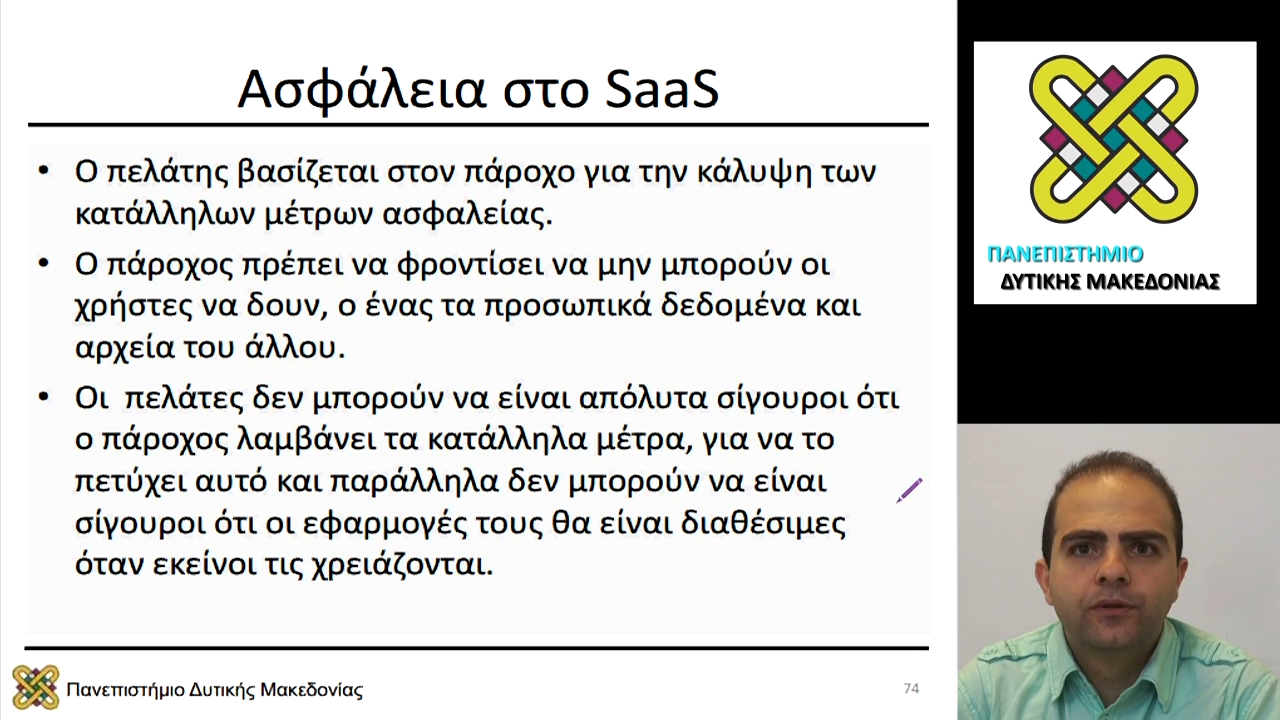 Ασφάλεια στο SaaS
• Ο πελάτης βασίζεται στον πάροχο για την κάλυψη των
κατάλληλων μέτρων ασφαλείας.
• Ο πάροχος πρέπει να φροντίσει να μην μπορούν οι
χρήστες να δουν, ο ένας τα προσωπικά δεδομένα και
αρχεία του άλλου.
• Οι πελάτες δεν μπορούν να είναι απόλυτα σίγουροι ότι
ο πάροχος λαμβάνει τα κατάλληλα μέτρα, για να το
πετύχει αυτό και παράλληλα δεν μπορούν να είναι
σίγουροι ότι οι εφαρμογές τους θα είναι διαθέσιμες
όταν εκείνοι τις χρειάζονται.
Πανεπιστήμιο Δυτικής Μακεδονίας
74
ΠΑΝΕΠΙΣΤΗΜΙΟ
ΔΥΤΙΚΗΣ ΜΑΚΕΔΟΝΙΑΣ